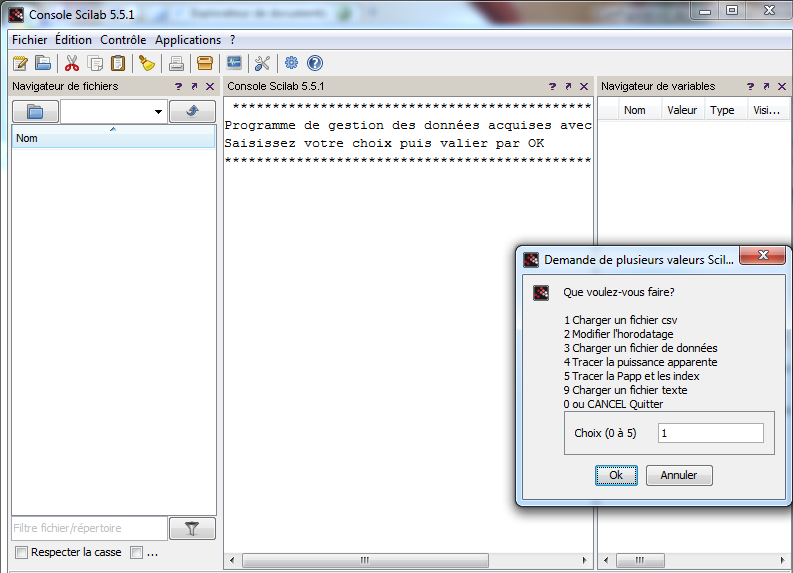 Console Scilab 5.5.1
Fichier Édition Contrôle Applications ?
Navigateur de fichiers ?
Nom
Filtre fichier/répertoire
Respecter la casse ...
Console Scilab 5.5.1 ?
*********************************************
Programme de gestion des données acquises avec
Saisissez votre choix puis valier par OK
**********************************************
Navigateur de variables ?
Nom Valeur Type Visi...
Demande de plusieurs valeurs Scil...
Que voulez-vous faire?
1 Charger un fichier csv
2 Modifier l'horodatage
3 Charger un fichier de données
4 Tracer la puissance apparente
5 Tracer la Papp et les index
9 Charger un fichier texte
0 ou CANCEL Quitter
Choix (0 à 5) 1
Ok Annuler